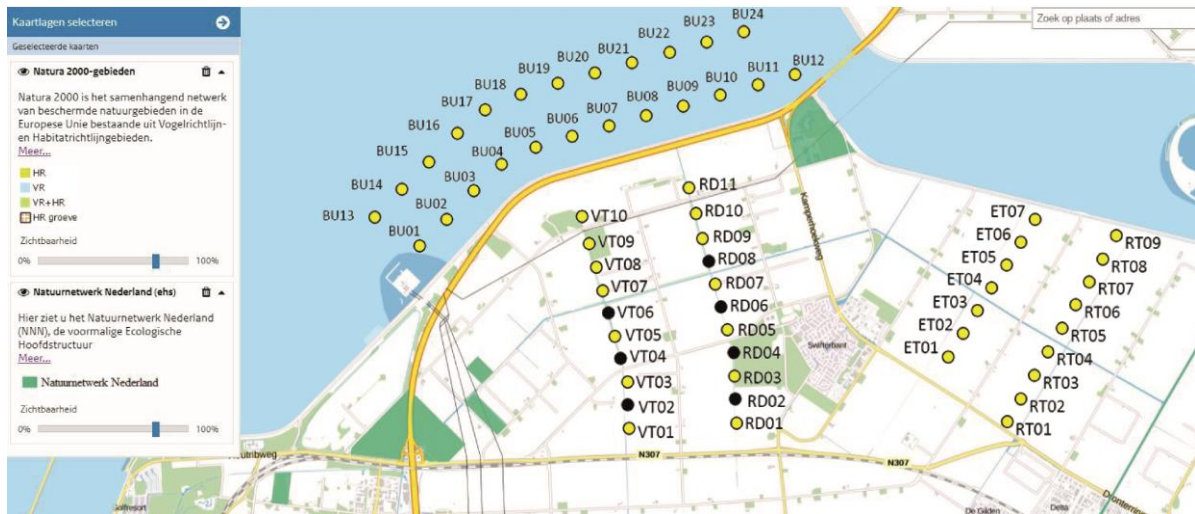 Kaartlagen selecteren
Geselecteerde kaarten
Natura 2000-gebieden
Natura 2000 is het samenhangend netwerk
van beschermde natuurgebieden in de
Europese Unie bestaande uit Vogelrichtlijn-
en Habitatrichtlijngebieden.
Meer...
HR
VR
VR+HR
HR groeve
Zichtbaarheid
0% 100%
Natuurnetwerk Nederland (ehs)
Hier ziet u het Natuurnetwerk Nederland
(NNN), de voormalige Ecologische
Hoofdstructuur
Meer...
Natuurnetwerk Nederland
Zichtbaarheid
0% 100%
Zoek op plaats of adres
BU24
BU23
BU22
BU21
BU20
BU19
BU18
BU17
BU16
BU15
BU14
BU13
BU12
BU11
BU10
BU09
BU08
BU07
BU06
BU05
BU04
BU03
BU02
BU01
VT10
VT09
VT08
VT07
VT06
VT05
VT04
VT03
VT02
VT01
RD11
RD10
RD09
RD08
RD07
RD06
RD05
RD04
RD03
RD02
RD01
Kamperhoekweg
Swifterbant
ET07
ET06
ET05
ET04
ET03
ET02
ET01
RT09
RT08
RT07
RT06
RT05
RT04
RT03
RT02
RT01
N307
N307
De Gilden
Delta